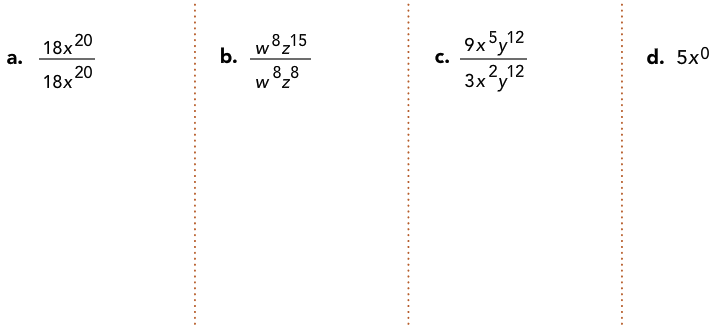 a. 18x^20 / 18x^20
b. w^8z^15 / w^8z^8
c. 9x^5y^12 / 3x^2y^12
d. 5x^0